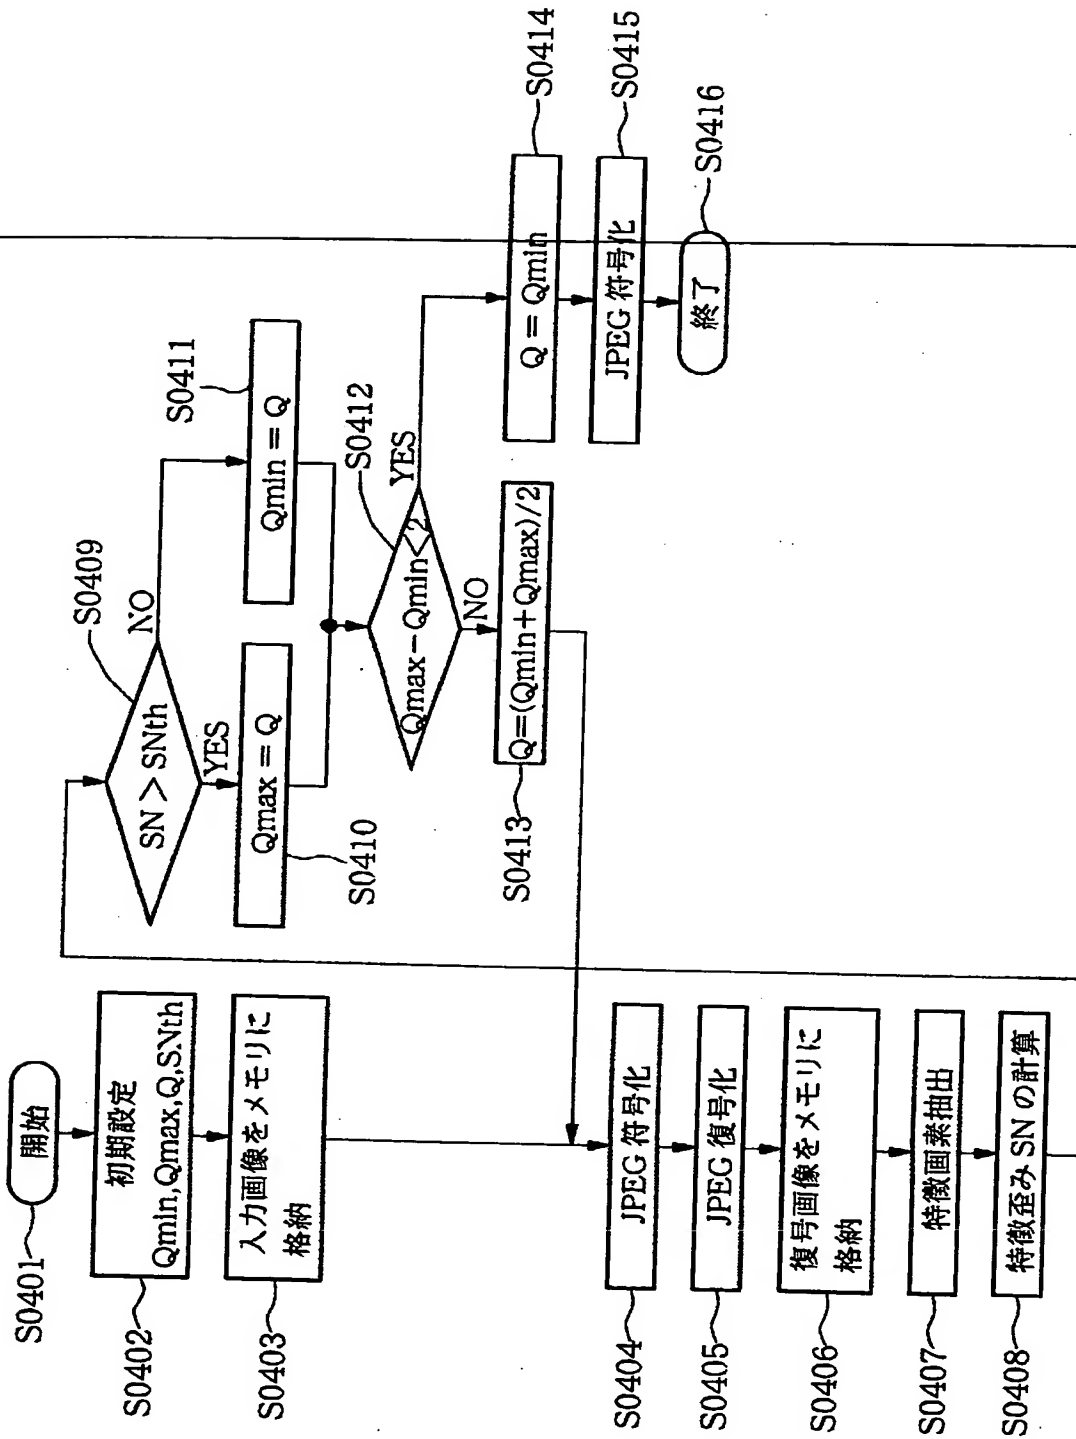 S0401
開始
S0402
初期設定
Qmin,Qmax,Q,SNth
S0403
入力画像をメモリに
格納
S0404
JPEG 符号化
S0405
JPEG 復号化
S0406
復号画像をメモリに
格納
S0407
特徴画素抽出
S0408
特徴歪み SN の計算
S0409
SN > SNth
NO
YES
S0410
Qmax = Q
S0411
Qmin = Q
S0412
Qmax−Qmin<2
YES
NO
S0413
Q=(Qmin+Qmax)/2
S0414
Q = Qmin
S0415
JPEG 符号化
S0416
終了